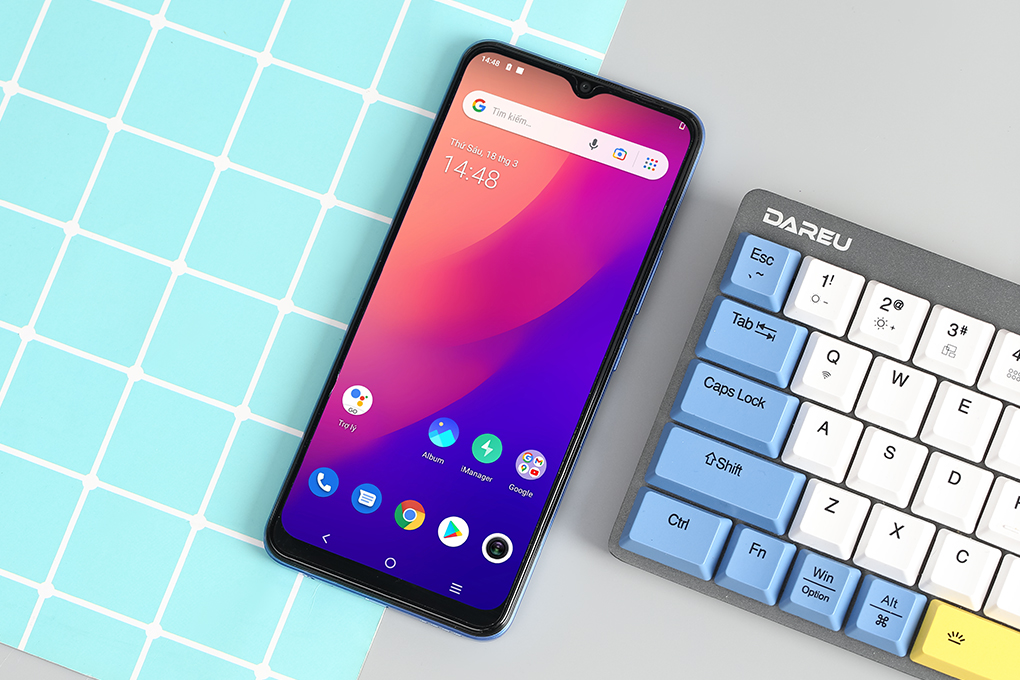 14:48
Tìm kiếm...
Thứ Sáu, 18 thg 3
14:48
GO
Trợ lý
Album
iManager
Google
DAREU
Esc
` ~
1!
2@
3#
4
Tab
Q
W
E
Caps Lock
A
S
D
Shift
Z
X
C
Ctrl
Fn
Win
Option
Alt
⌘